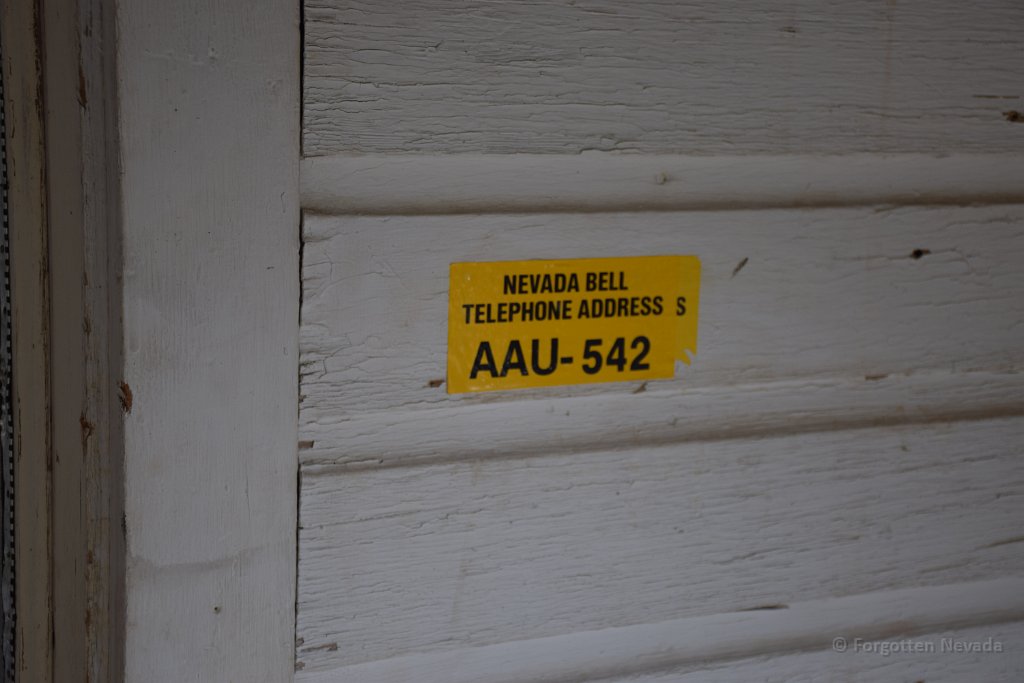 NEVADA BELL
TELEPHONE ADDRESS S
AAU-542
© Forgotten Nevada